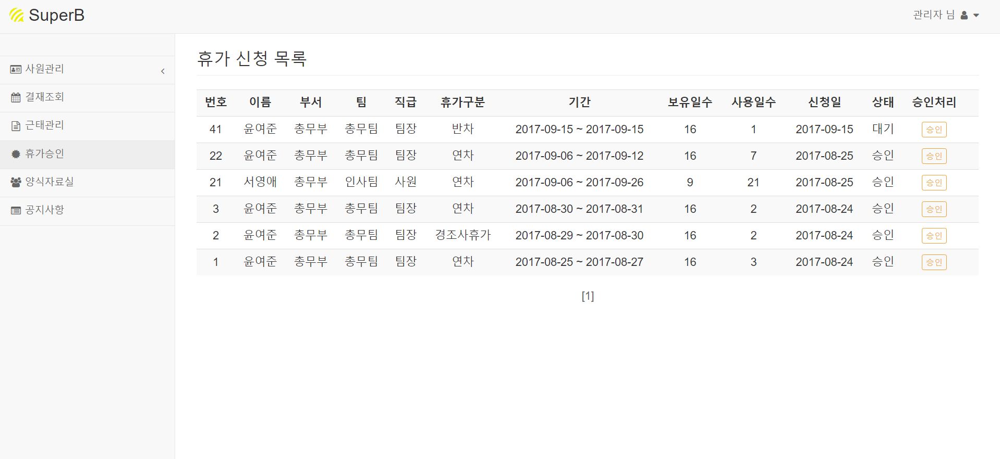 SuperB
관리자 님
사원관리
결재조회
근태관리
휴가승인
양식자료실
공지사항
휴가 신청 목록
번호 이름 부서 팀 직급 휴가구분 기간 보유일수 사용일수 신청일 상태 승인처리
41 윤여준 총무부 총무팀 팀장 반차 2017-09-15 ~ 2017-09-15 16 1 2017-09-15 대기 승인
22 윤여준 총무부 총무팀 팀장 연차 2017-09-06 ~ 2017-09-12 16 7 2017-08-25 승인 승인
21 서영애 총무부 인사팀 사원 연차 2017-09-06 ~ 2017-09-26 9 21 2017-08-25 승인 승인
3 윤여준 총무부 총무팀 팀장 연차 2017-08-30 ~ 2017-08-31 16 2 2017-08-24 승인 승인
2 윤여준 총무부 총무팀 팀장 경조사휴가 2017-08-29 ~ 2017-08-30 16 2 2017-08-24 승인 승인
1 윤여준 총무부 총무팀 팀장 연차 2017-08-25 ~ 2017-08-27 16 3 2017-08-24 승인 승인
[1]